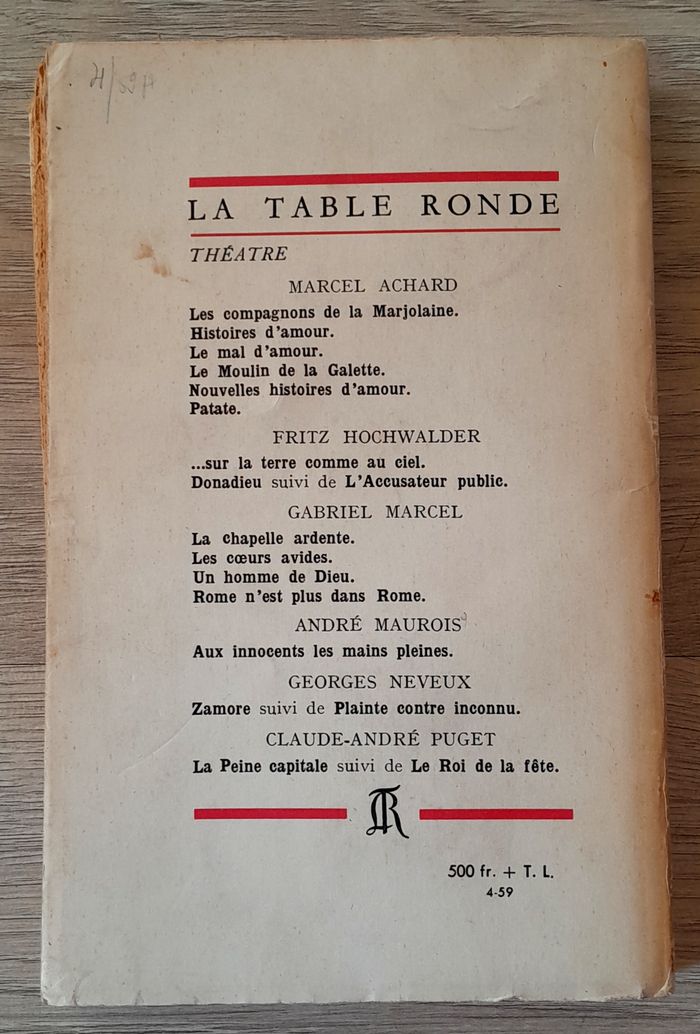 LA TABLE RONDE
THÉATRE
MARCEL ACHARD
Les compagnons de la Marjolaine.
Histoires d'amour.
Le mal d'amour.
Le Moulin de la Galette.
Nouvelles histoires d'amour.
Patate.
FRITZ HOCHWALDER
...sur la terre comme au ciel.
Donadieu suivi de L'Accusateur public.
GABRIEL MARCEL
La chapelle ardente.
Les cœurs avides.
Un homme de Dieu.
Rome n'est plus dans Rome.
ANDRÉ MAUROIS
Aux innocents les mains pleines.
GEORGES NEVEUX
Zamore suivi de Plainte contre inconnu.
CLAUDE-ANDRÉ PUGET
La Peine capitale suivi de Le Roi de la fête.
TR
500 fr. + T. L.
4-59